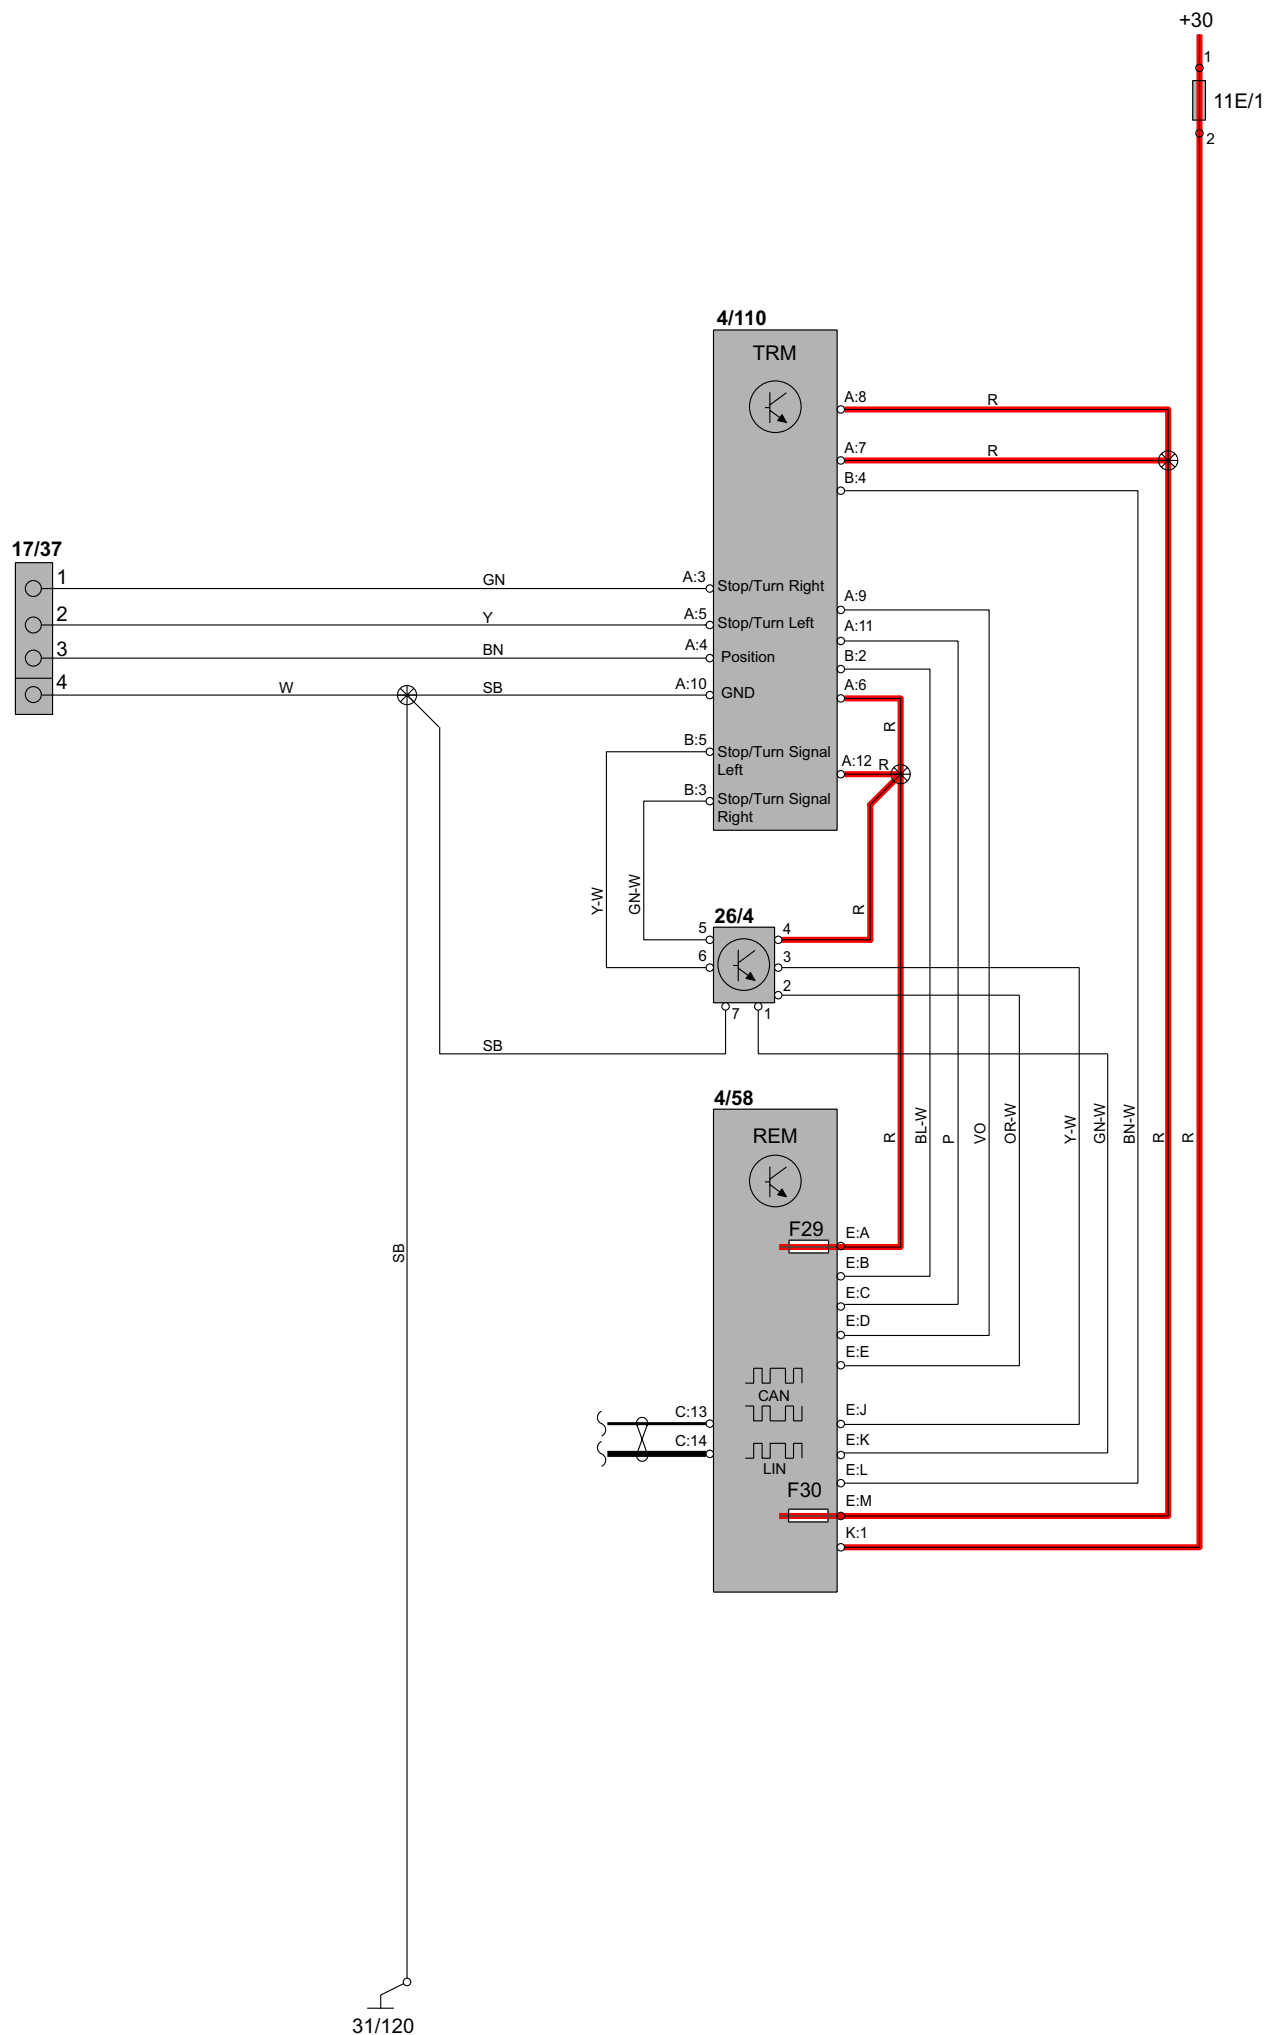 +30
1
11E/1
2
4/110
TRM
A:8
R
A:7
R
B:4
17/37
1
GN
A:3
Stop/Turn Right
A:9
2
Y
A:5
Stop/Turn Left
A:11
3
BN
A:4
Position
B:2
4
W
SB
A:10
GND
A:6
R
B:5
Stop/Turn Signal
Left
A:12
R
B:3
Stop/Turn Signal
Right
Y-W
GN-W
R
26/4
5
4
6
3
2
7
1
SB
4/58
REM
R
BL-W
P
VO
OR-W
Y-W
GN-W
BN-W
R
R
SB
F29
E:A
E:B
E:C
E:D
E:E
CAN
C:13
E:J
C:14
E:K
LIN
E:L
F30
E:M
K:1
31/120